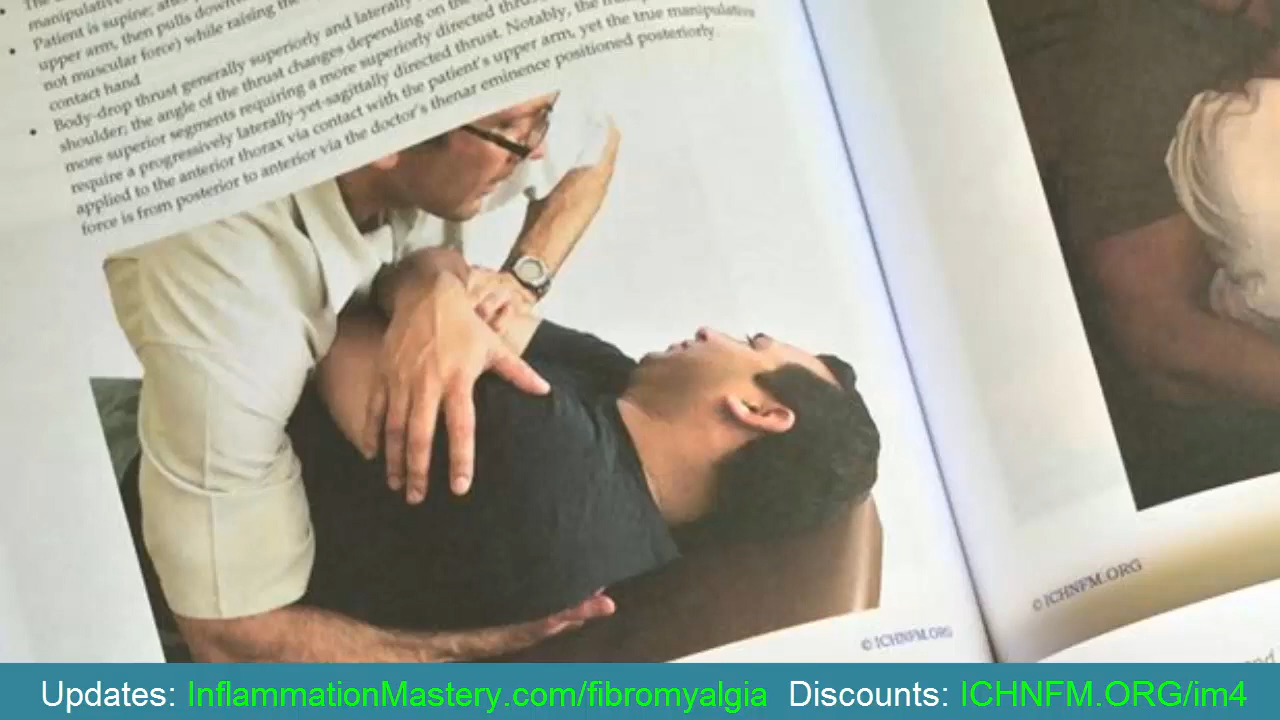 manipulative
Patient is supine; after
upper arm, then pulls down
not muscular force) while raising the
contact hand
Body-drop thrust generally superiorly and laterally
shoulder; the angle of the thrust changes depending on the
more superior segments requiring a more superiorly directed thrust
require a progressively laterally-yet-sagittally directed thrust. Notably, the
applied to the anterior thorax via contact with the patient's upper arm, yet the true manipulative
force is from posterior to anterior via the doctor's thenar eminence positioned posteriorly.
© ICHNFM.ORG
© ICHNFM.ORG
Updates: InflammationMastery.com/fibromyalgia Discounts: ICHNFM.ORG/im4